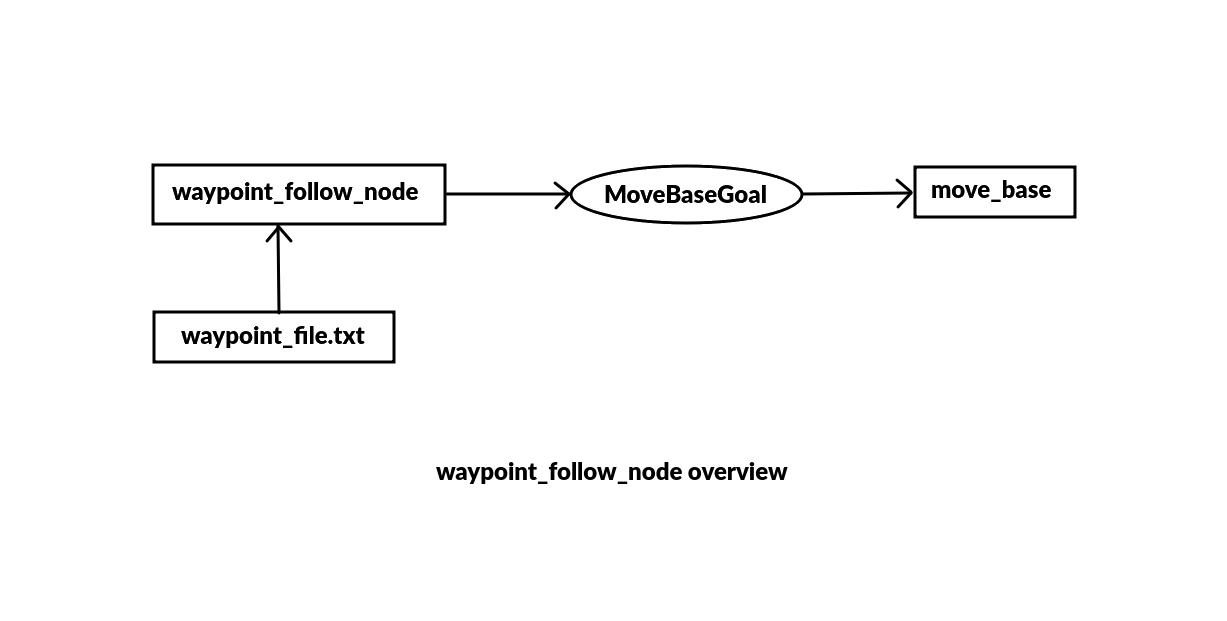 waypoint_follow_node
MoveBaseGoal
move_base
waypoint_file.txt
waypoint_follow_node overview